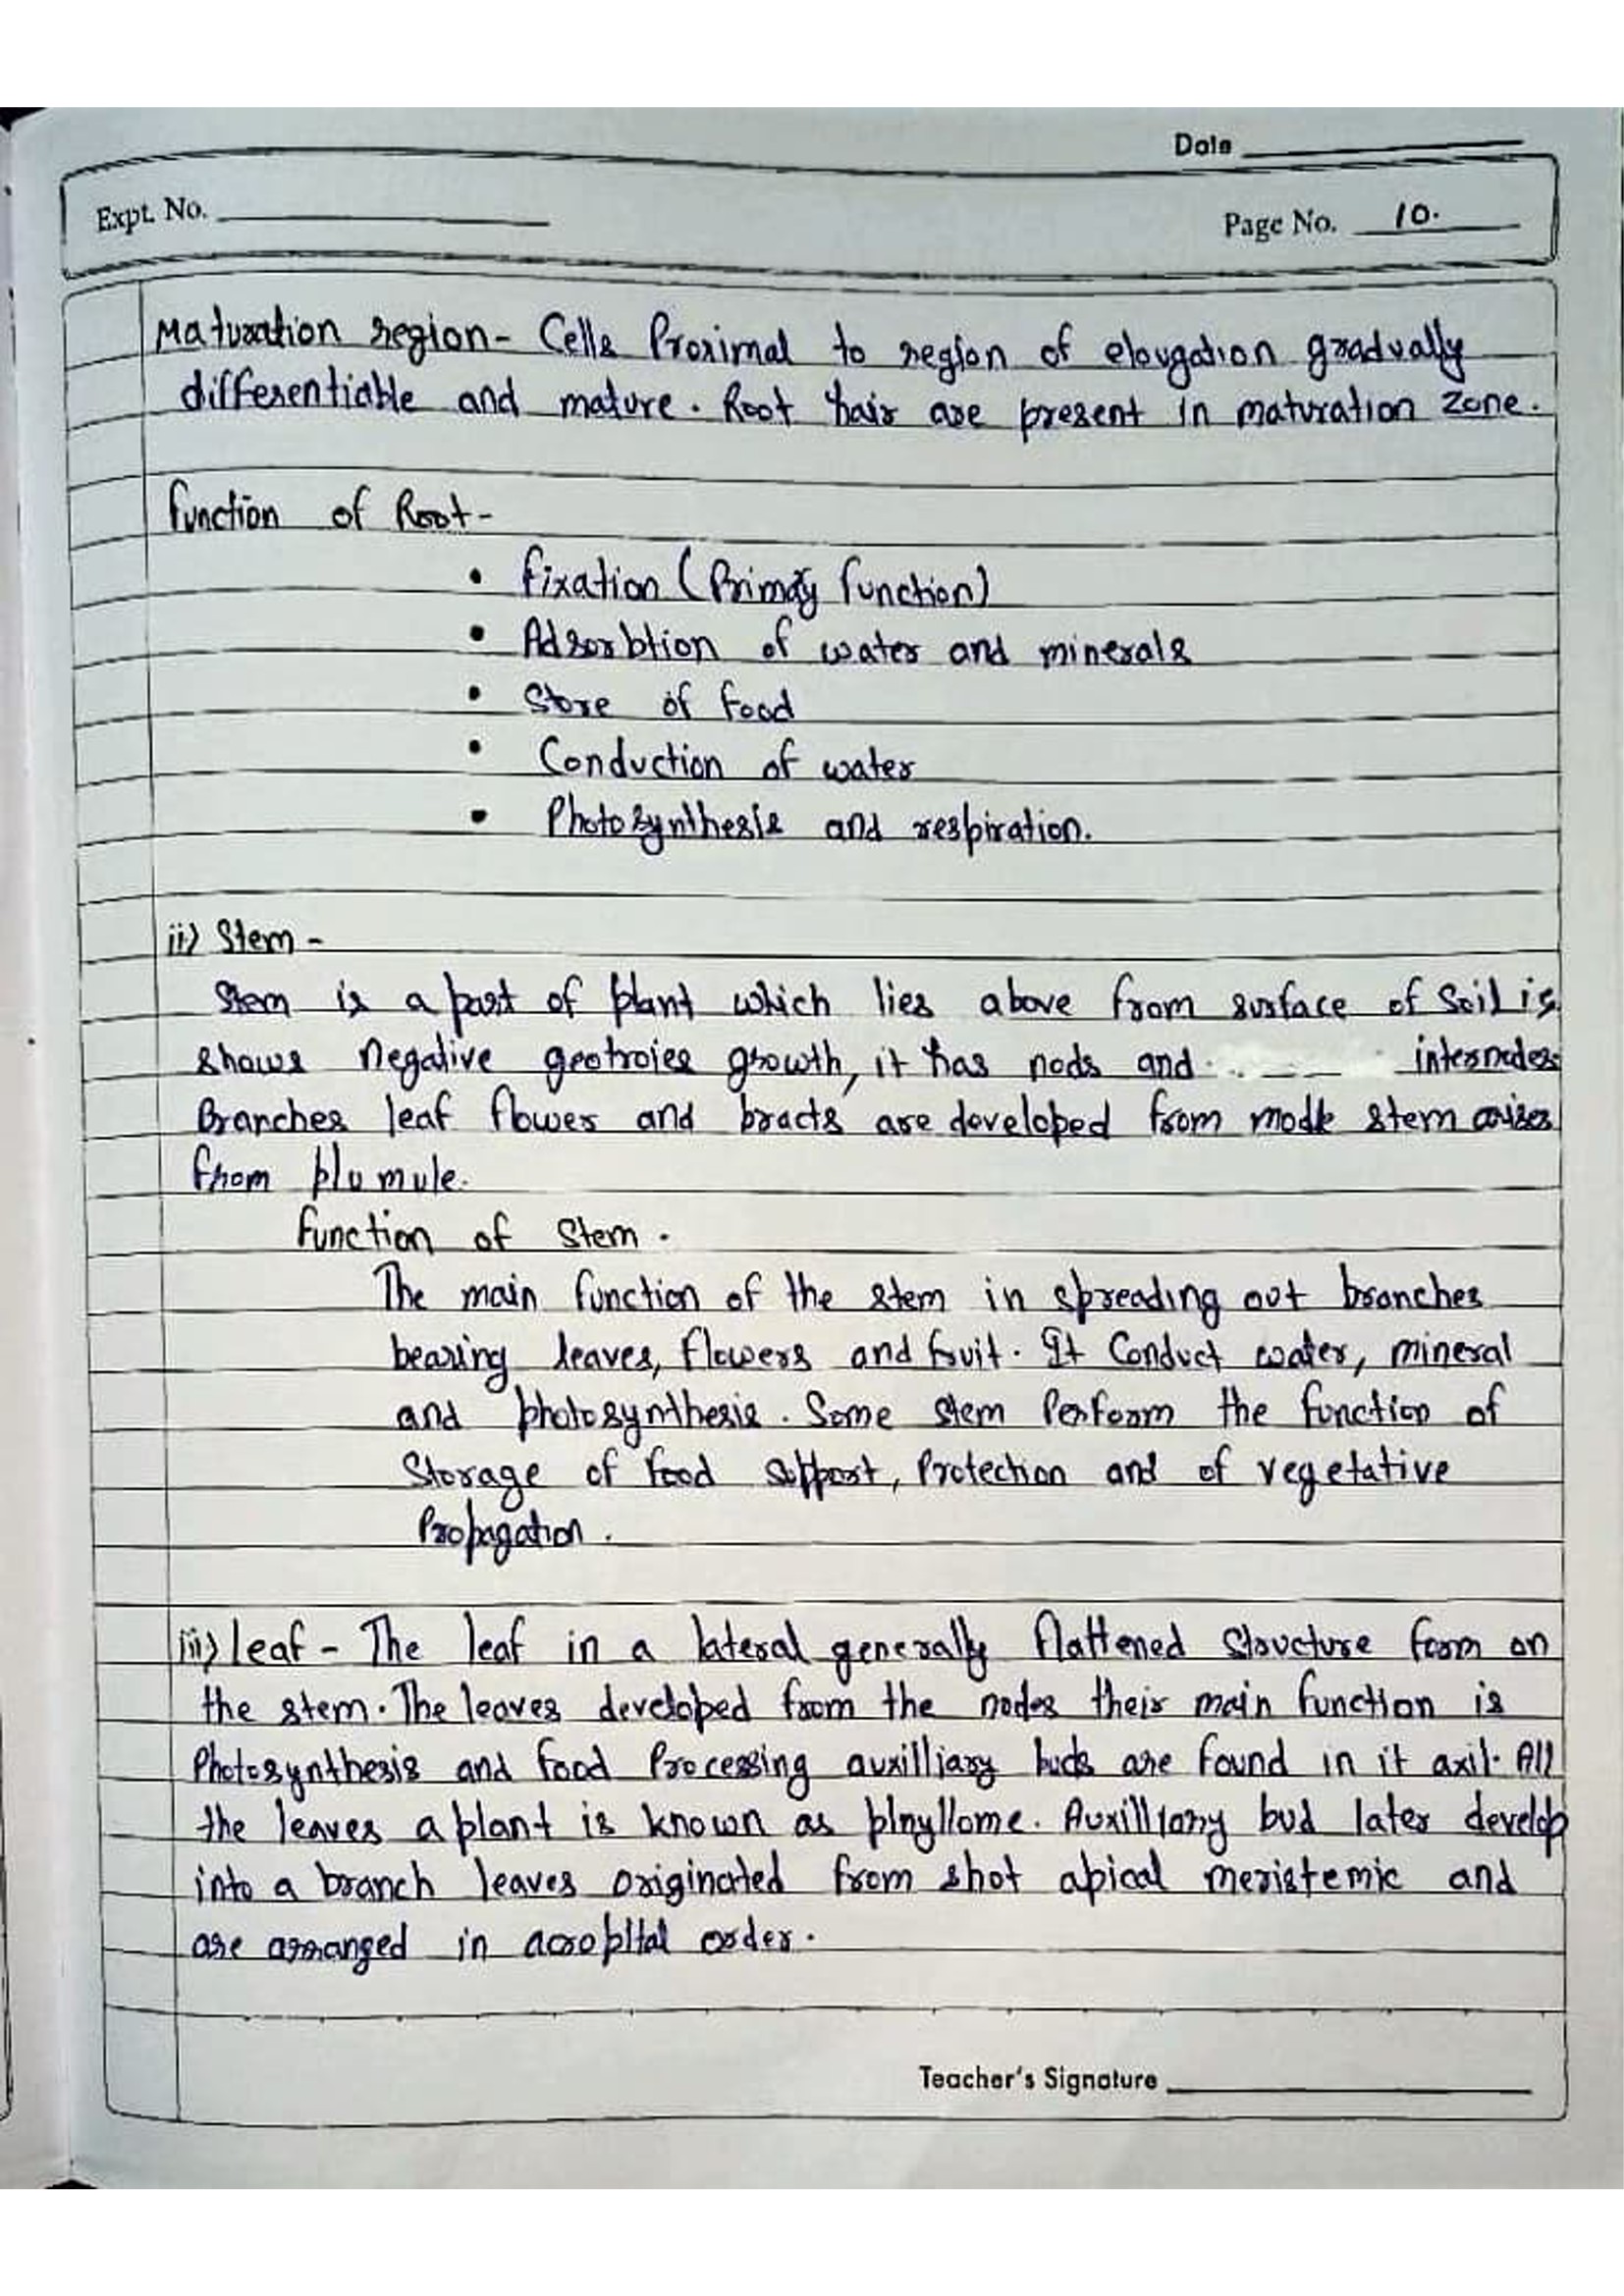 Date
Expt. No.
Page No. 10.
Maturation region- Cells Proximal to region of elougation gradually
differentiable and mature. Root hair are present in maturation zone.
function of Root-
• fixation (Primary function)
• Adsorbtion of water and minerals
• Store of food
• Conduction of water
• Photosynthesis and respiration.
ii) Stem -
Stem is a part of plant which lies above from surface of Soil is
shows Negative geotroies growth, it has nods and internodes
Branches leaf flower and bracts are developed from mode stem arises
from plumule.
function of Stem.
The main function of the stem in spreading out branches
bearing leaves, flowers and fruit. It Conduct water, mineral
and photosynthesis. Some stem Perform the function of
Storage of food support, Protection and of vegetative
Propagation.
iii) leaf - The leaf in a lateral generally flattened structure form on
the stem. The leaves developed from the nodes their main function is
Photosynthesis and food Processing auxilliary buds are found in it axil. All
the leaves a plant is known as plnyllome. Auxilliary bud later develop
into a branch leaves originated from shot apical meristemic and
are arranged in acropital order.
Teacher's Signature